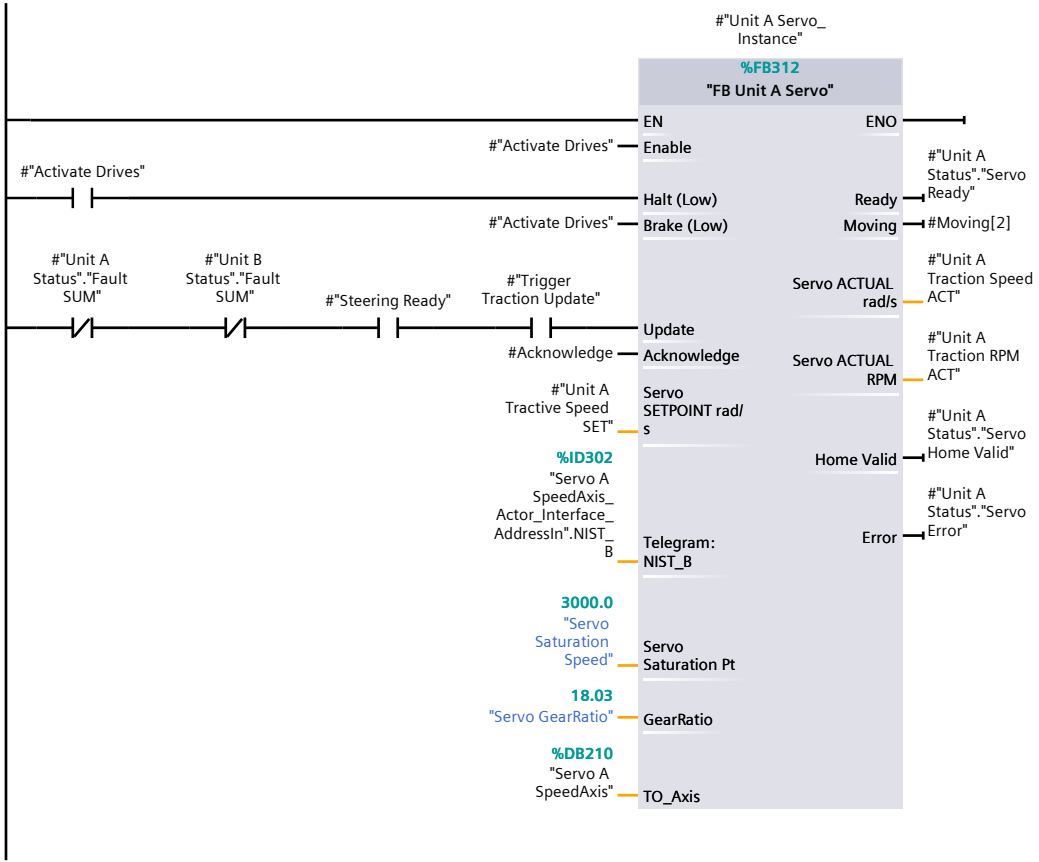 #"Unit A Servo_
Instance"
%FB312
"FB Unit A Servo"
EN
ENO
#"Activate Drives"
Enable
#"Activate Drives"
Halt (Low)
Ready
#"Unit A
Status"."Servo
Ready"
#"Activate Drives"
Brake (Low)
Moving
#Moving[2]
#"Unit A
Status"."Fault
SUM"
#"Unit B
Status"."Fault
SUM"
#"Steering Ready"
#"Trigger
Traction Update"
Update
Servo ACTUAL
rad/s
#"Unit A
Traction Speed
ACT"
#Acknowledge
Acknowledge
Servo ACTUAL
RPM
#"Unit A
Traction RPM
ACT"
#"Unit A
Tractive Speed
SET"
Servo
SETPOINT rad/
s
Home Valid
#"Unit A
Status"."Servo
Home Valid"
%ID302
"Servo A
SpeedAxis_
Actor_Interface_
AddressIn".NIST_
B
Telegram:
NIST_B
Error
#"Unit A
Status"."Servo
Error"
3000.0
"Servo
Saturation
Speed"
Servo
Saturation Pt
18.03
"Servo GearRatio"
GearRatio
%DB210
"Servo A
SpeedAxis"
TO_Axis